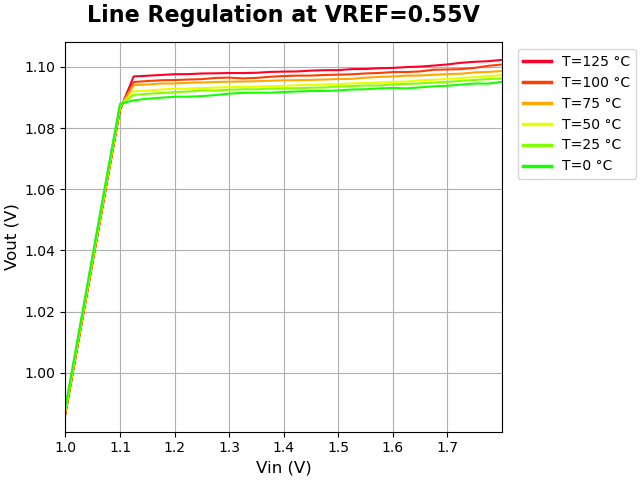 Line Regulation at VREF=0.55V
Vout (V)
1.10
1.08
1.06
1.04
1.02
1.00
1.0 1.1 1.2 1.3 1.4 1.5 1.6 1.7
Vin (V)
T=125 °C
T=100 °C
T=75 °C
T=50 °C
T=25 °C
T=0 °C